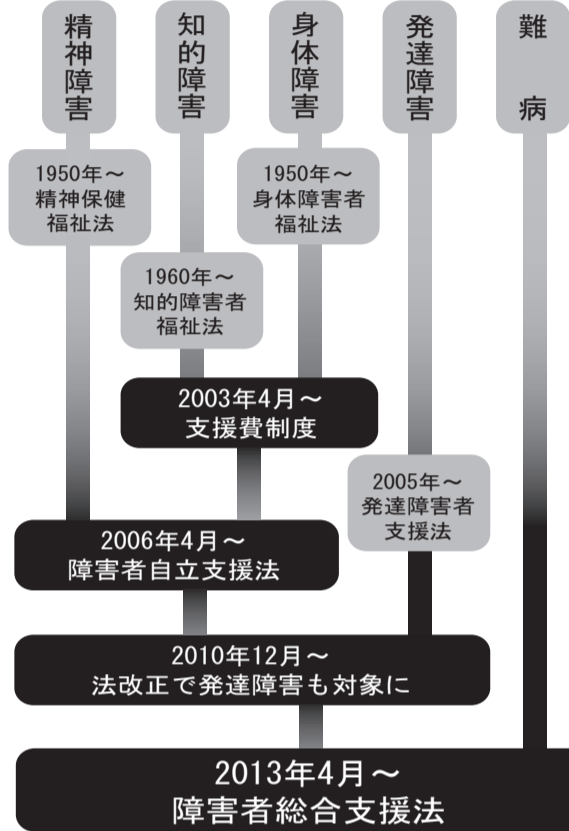 精神障害
知的障害
身体障害
発達障害
難病
1950年～
精神保健
福祉法
1950年～
身体障害者
福祉法
1960年～
知的障害者
福祉法
2003年4月～
支援費制度
2005年～
発達障害者
支援法
2006年4月～
障害者自立支援法
2010年12月～
法改正で発達障害も対象に
2013年4月～
障害者総合支援法